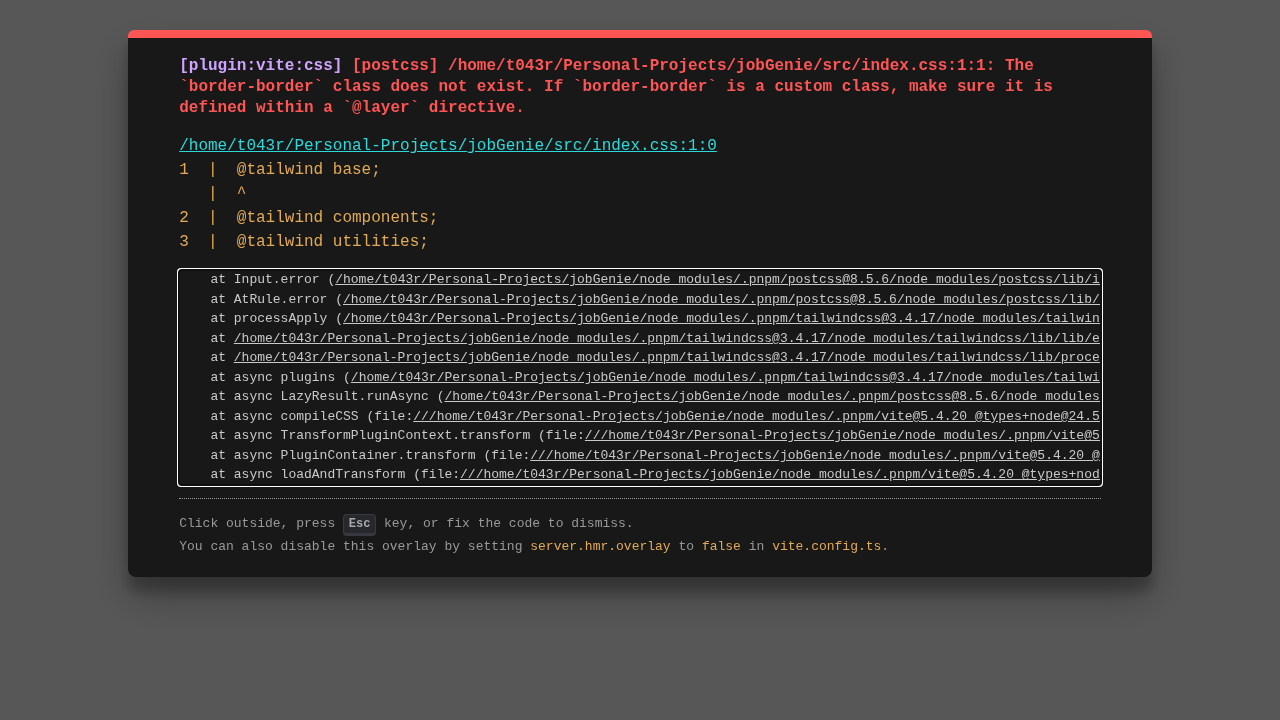 [plugin:vite:css] [postcss] /home/t043r/Personal-Projects/jobGenie/src/index.css:1:1: The
`border-border` class does not exist. If `border-border` is a custom class, make sure it is
defined within a `@layer` directive.
/home/t043r/Personal-Projects/jobGenie/src/index.css:1:0
1  |  @tailwind base;
   |  ^
2  |  @tailwind components;
3  |  @tailwind utilities;
at Input.error (/home/t043r/Personal-Projects/jobGenie/node_modules/.pnpm/postcss@8.5.6/node_modules/postcss/lib/i
at AtRule.error (/home/t043r/Personal-Projects/jobGenie/node_modules/.pnpm/postcss@8.5.6/node_modules/postcss/lib/
at processApply (/home/t043r/Personal-Projects/jobGenie/node_modules/.pnpm/tailwindcss@3.4.17/node_modules/tailwin
at /home/t043r/Personal-Projects/jobGenie/node_modules/.pnpm/tailwindcss@3.4.17/node_modules/tailwindcss/lib/lib/e
at /home/t043r/Personal-Projects/jobGenie/node_modules/.pnpm/tailwindcss@3.4.17/node_modules/tailwindcss/lib/proce
at async plugins (/home/t043r/Personal-Projects/jobGenie/node_modules/.pnpm/tailwindcss@3.4.17/node_modules/tailwi
at async LazyResult.runAsync (/home/t043r/Personal-Projects/jobGenie/node_modules/.pnpm/postcss@8.5.6/node_modules
at async compileCSS (file:///home/t043r/Personal-Projects/jobGenie/node_modules/.pnpm/vite@5.4.20_@types+node@24.5
at async TransformPluginContext.transform (file:///home/t043r/Personal-Projects/jobGenie/node_modules/.pnpm/vite@5
at async PluginContainer.transform (file:///home/t043r/Personal-Projects/jobGenie/node_modules/.pnpm/vite@5.4.20_@
at async loadAndTransform (file:///home/t043r/Personal-Projects/jobGenie/node_modules/.pnpm/vite@5.4.20_@types+nod
Click outside, press Esc key, or fix the code to dismiss.
You can also disable this overlay by setting server.hmr.overlay to false in vite.config.ts.